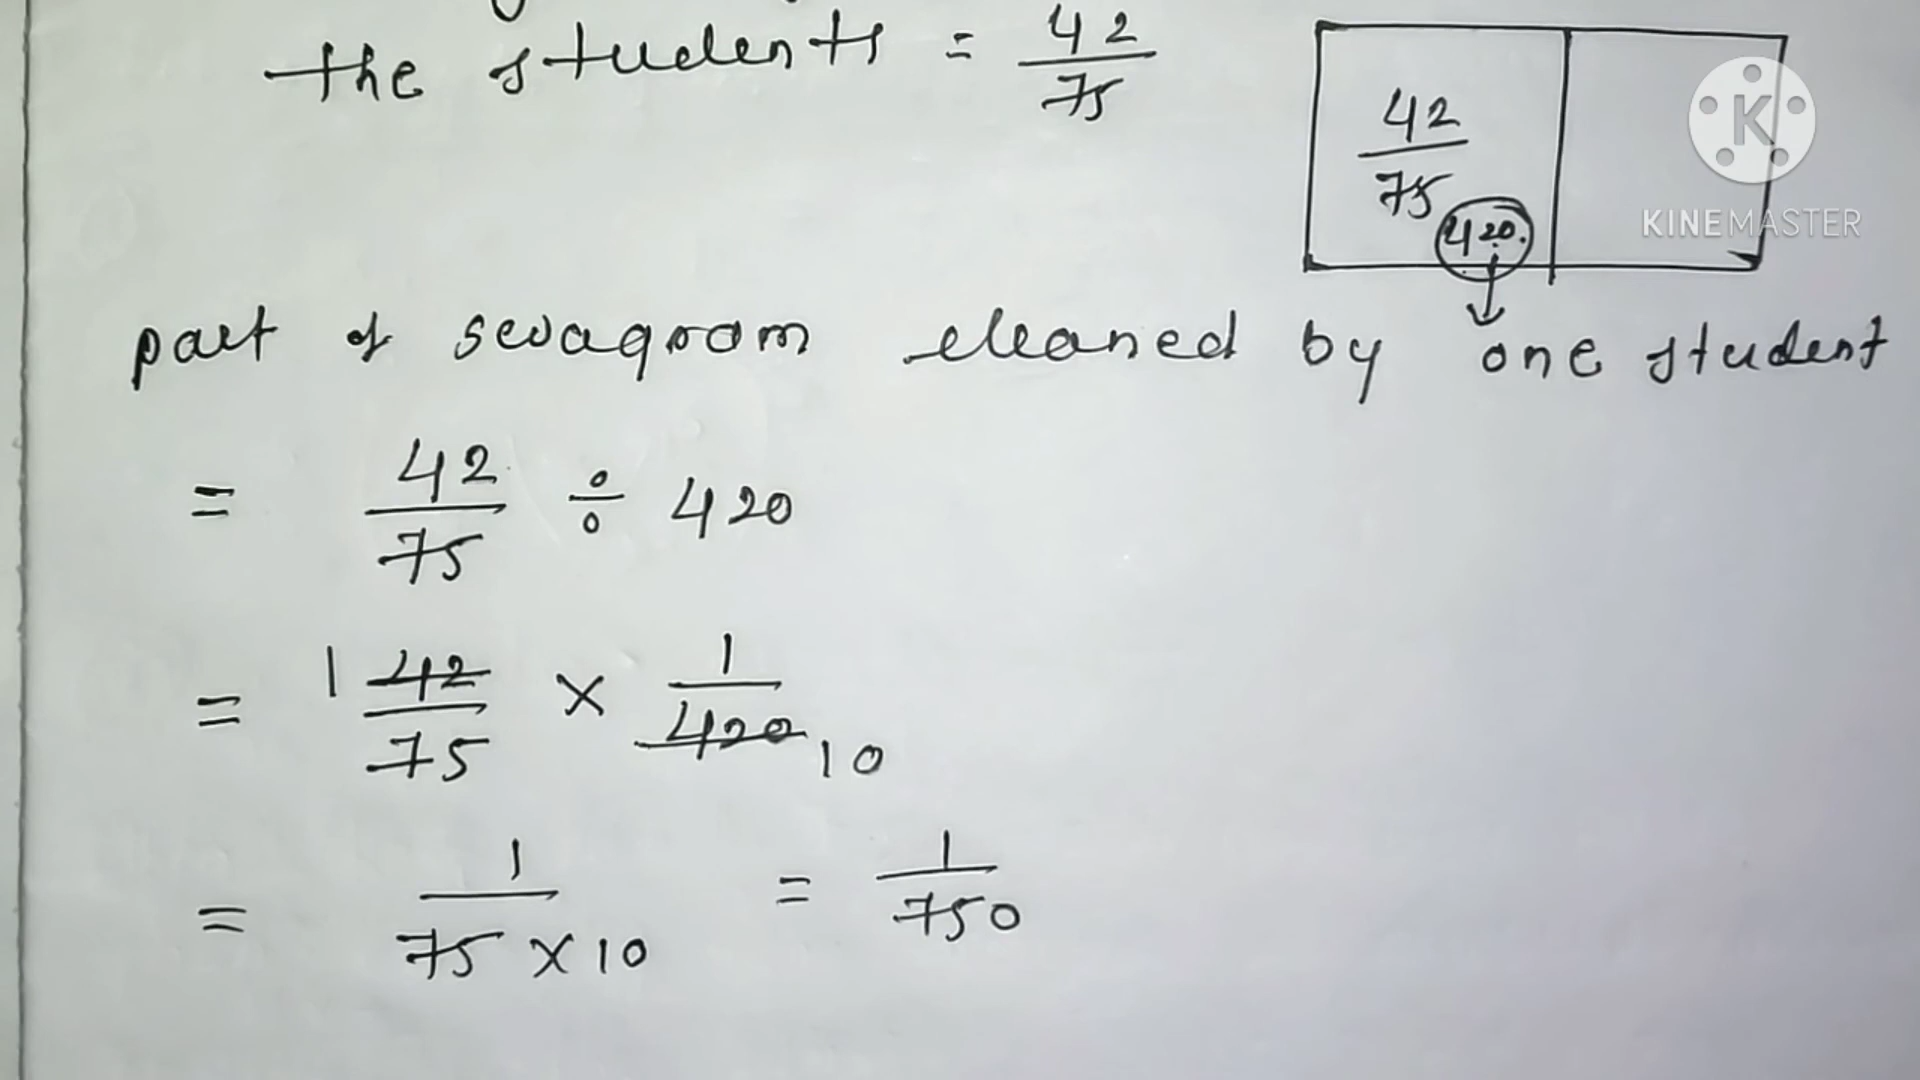 the students = 42/75
42/75
420.
K
KINEMASTER
part of sevagram cleaned by one student
= 42/75 ÷ 420
= 1 42/75 × 1/420 10
= 1/75 × 10 = 1/750